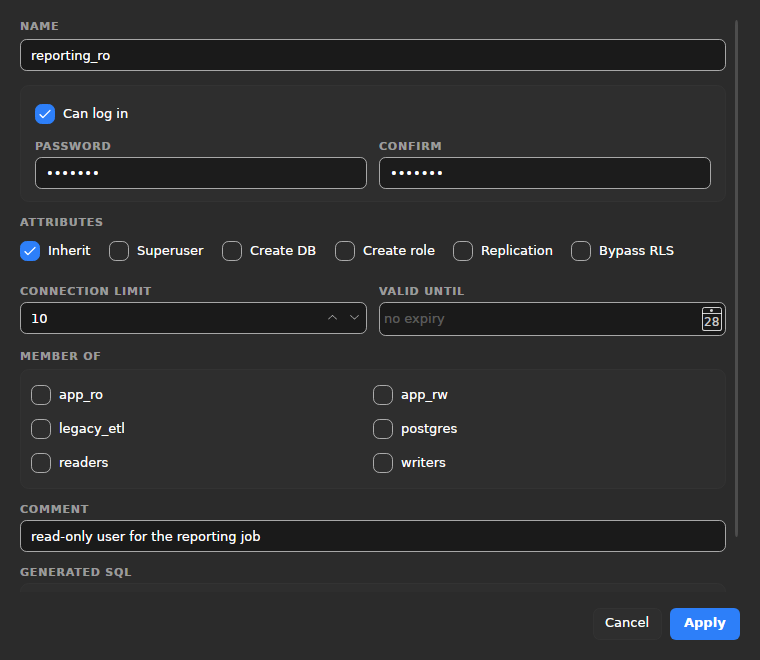 NAME
reporting_ro
Can log in
PASSWORD CONFIRM
••••••• •••••••
ATTRIBUTES
Inherit Superuser Create DB Create role Replication Bypass RLS
CONNECTION LIMIT VALID UNTIL
10 no expiry 28
MEMBER OF
app_ro app_rw
legacy_etl postgres
readers writers
COMMENT
read-only user for the reporting job
GENERATED SQL
Cancel Apply